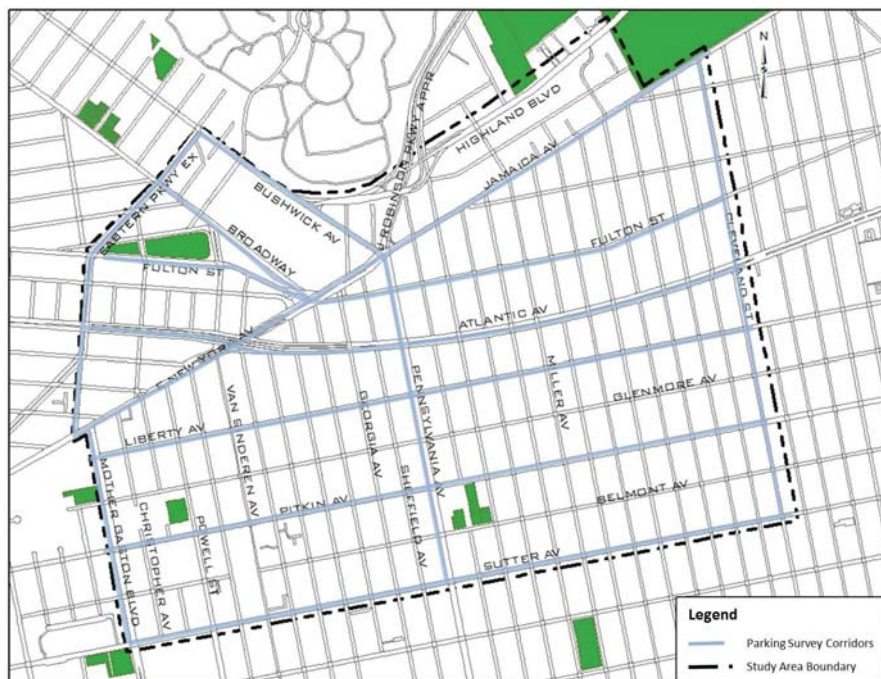 N
HIGHLAND BLVD
J ROBINSON PKWY APPR
JAMAICA AV
EASTERN PKWY EX
BUSHWICK AV
BROADWAY
FULTON ST
FULTON ST
CLEVELAND ST
ATLANTIC AV
E NEW YORK AV
MILLER AV
GLENMORE AV
PENNSYLVANIA AV
GEORGIA AV
VAN SINDEREN AV
LIBERTY AV
SHEFFIELD AV
BELMONT AV
PITKIN AV
MOTHER GASTON BLVD
CHRISTOPHER AV
POWELL ST
SUTTER AV
Legend
Parking Survey Corridors
Study Area Boundary